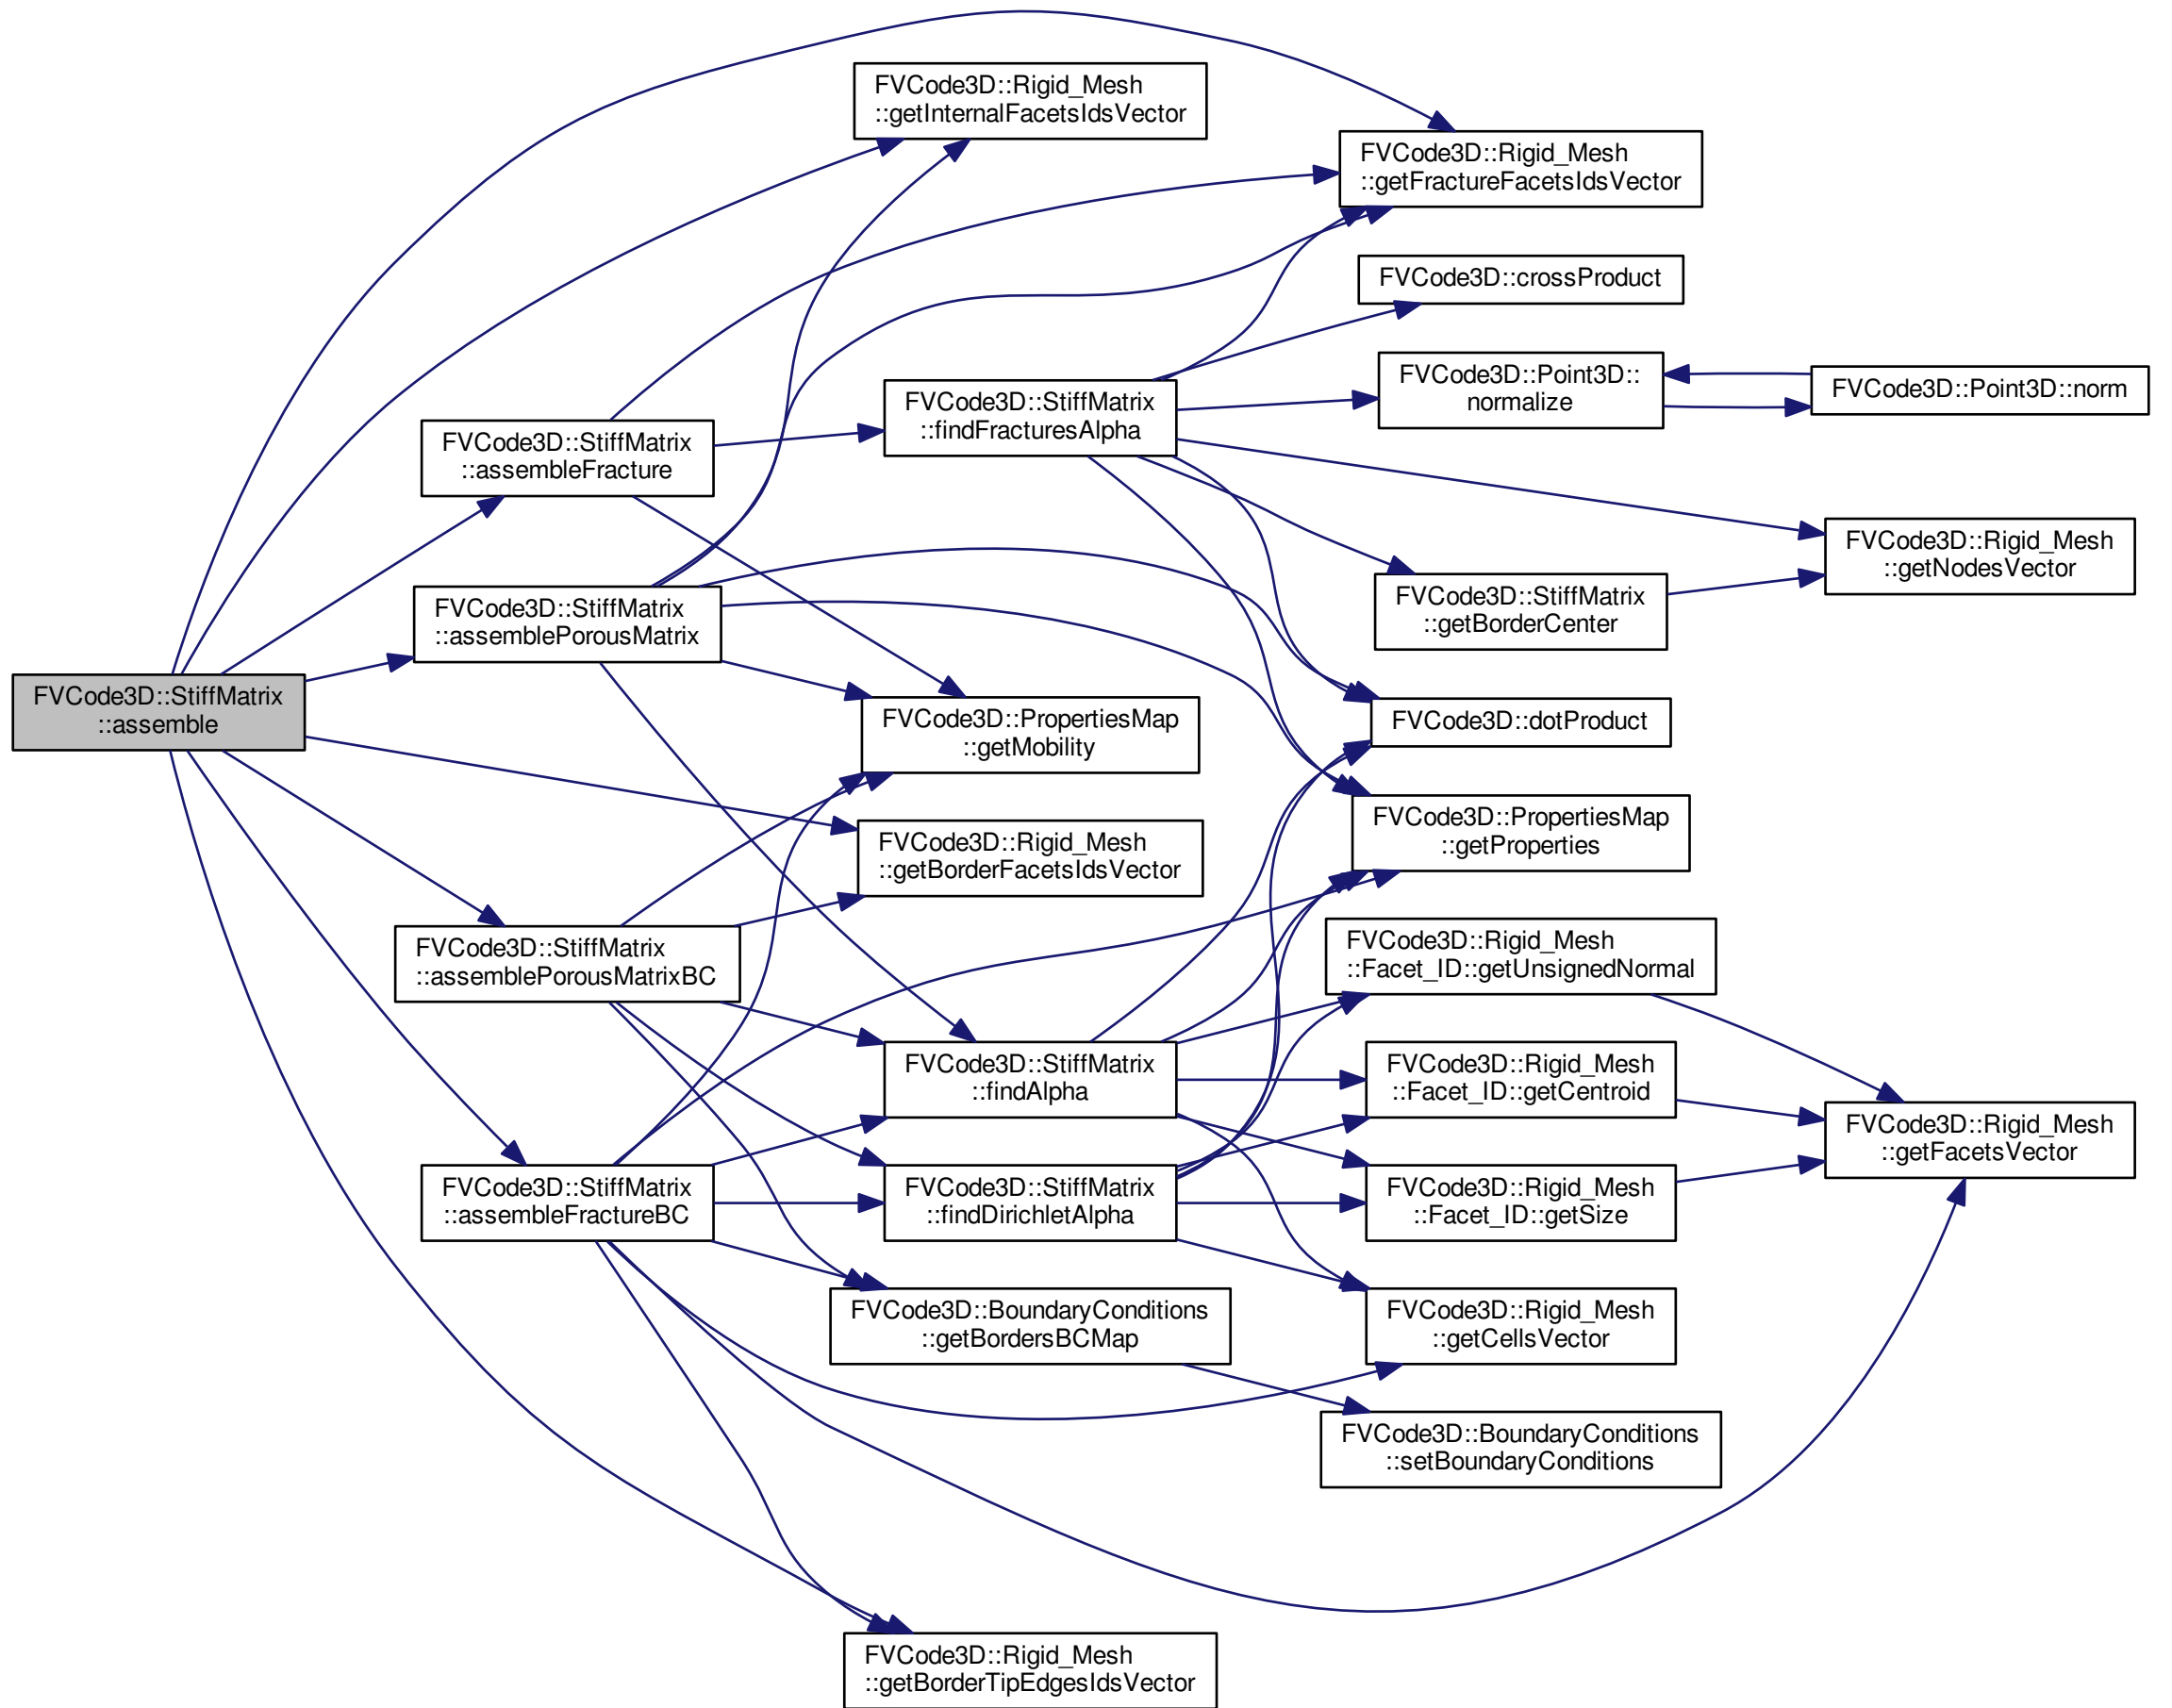 FVCode3D::Rigid_Mesh
::getInternalFacetsIdsVector
FVCode3D::Rigid_Mesh
::getFractureFacetsIdsVector
FVCode3D::crossProduct
FVCode3D::StiffMatrix
::findFracturesAlpha
FVCode3D::Point3D::
normalize
FVCode3D::Point3D::norm
FVCode3D::StiffMatrix
::assembleFracture
FVCode3D::Rigid_Mesh
::getNodesVector
FVCode3D::StiffMatrix
::getBorderCenter
FVCode3D::StiffMatrix
::assemblePorousMatrix
FVCode3D::StiffMatrix
::assemble
FVCode3D::PropertiesMap
::getMobility
FVCode3D::dotProduct
FVCode3D::PropertiesMap
::getProperties
FVCode3D::Rigid_Mesh
::getBorderFacetsIdsVector
FVCode3D::StiffMatrix
::assemblePorousMatrixBC
FVCode3D::Rigid_Mesh
::Facet_ID::getUnsignedNormal
FVCode3D::StiffMatrix
::findAlpha
FVCode3D::Rigid_Mesh
::Facet_ID::getCentroid
FVCode3D::Rigid_Mesh
::getFacetsVector
FVCode3D::StiffMatrix
::assembleFractureBC
FVCode3D::StiffMatrix
::findDirichletAlpha
FVCode3D::Rigid_Mesh
::Facet_ID::getSize
FVCode3D::BoundaryConditions
::getBordersBCMap
FVCode3D::Rigid_Mesh
::getCellsVector
FVCode3D::BoundaryConditions
::setBoundaryConditions
FVCode3D::Rigid_Mesh
::getBorderTipEdgesIdsVector